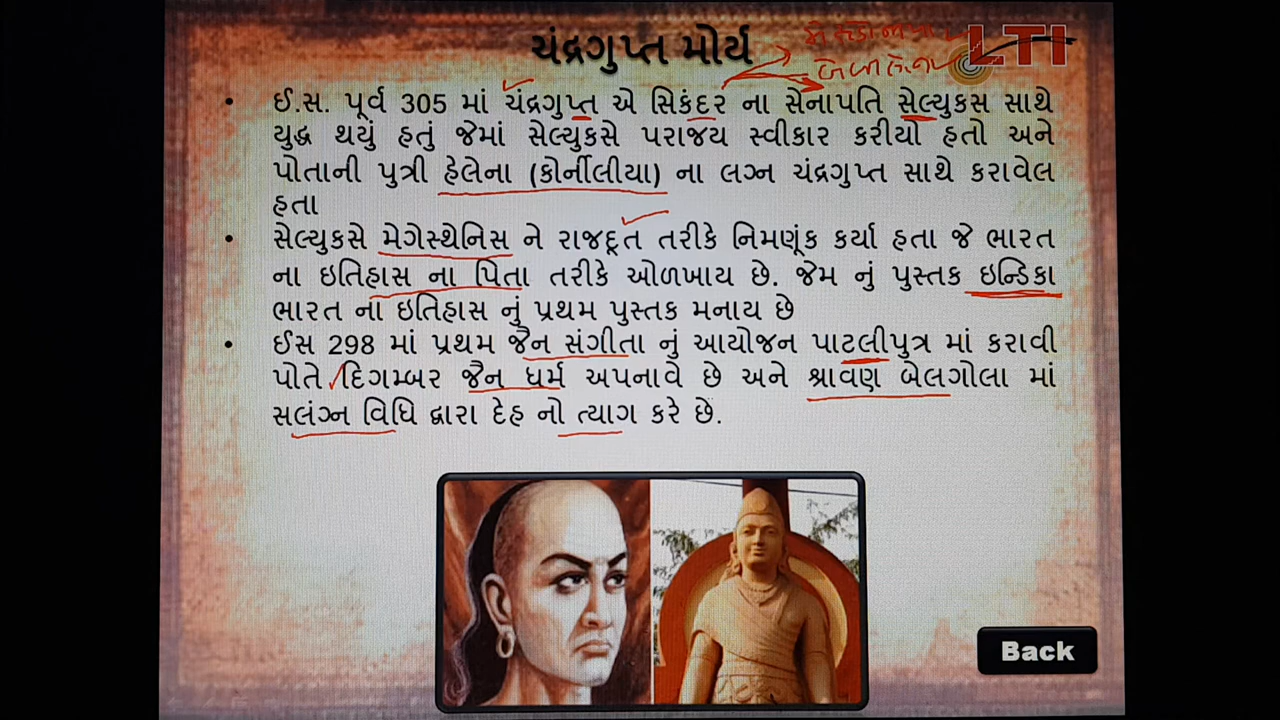 ચંદ્રગુપ્ત મોર્ય
LTI
• ઈ.સ. પૂર્વ 305 માં ચંદ્રગુપ્ત એ સિકંદર ના સેનાપતિ સેલ્યુકસ સાથે
યુદ્ધ થયું હતું જેમાં સેલ્યુકસે પરાજય સ્વીકાર કરીયો હતો અને
પોતાની પુત્રી હેલેના (કોર્નીલીયા) ના લગ્ન ચંદ્રગુપ્ત સાથે કરાવેલ
હતા
• સેલ્યુકસે મેગેસ્થેનિસ ને રાજદૂત તરીકે નિમણૂંક કર્યા હતા જે ભારત
ના ઇતિહાસ ના પિતા તરીકે ઓળખાય છે. જેમ નું પુસ્તક ઇન્ડિકા
ભારત ના ઇતિહાસ નું પ્રથમ પુસ્તક મનાય છે
• ઈસ 298 માં પ્રથમ જૈન સંગીતા નું આયોજન પાટલીપુત્ર માં કરાવી
પોતે દિગમ્બર જૈન ધર્મ અપનાવે છે અને શ્રાવણ બેલગોલા માં
સલંગ્ન વિધિ દ્વારા દેહ નો ત્યાગ કરે છે.
Back